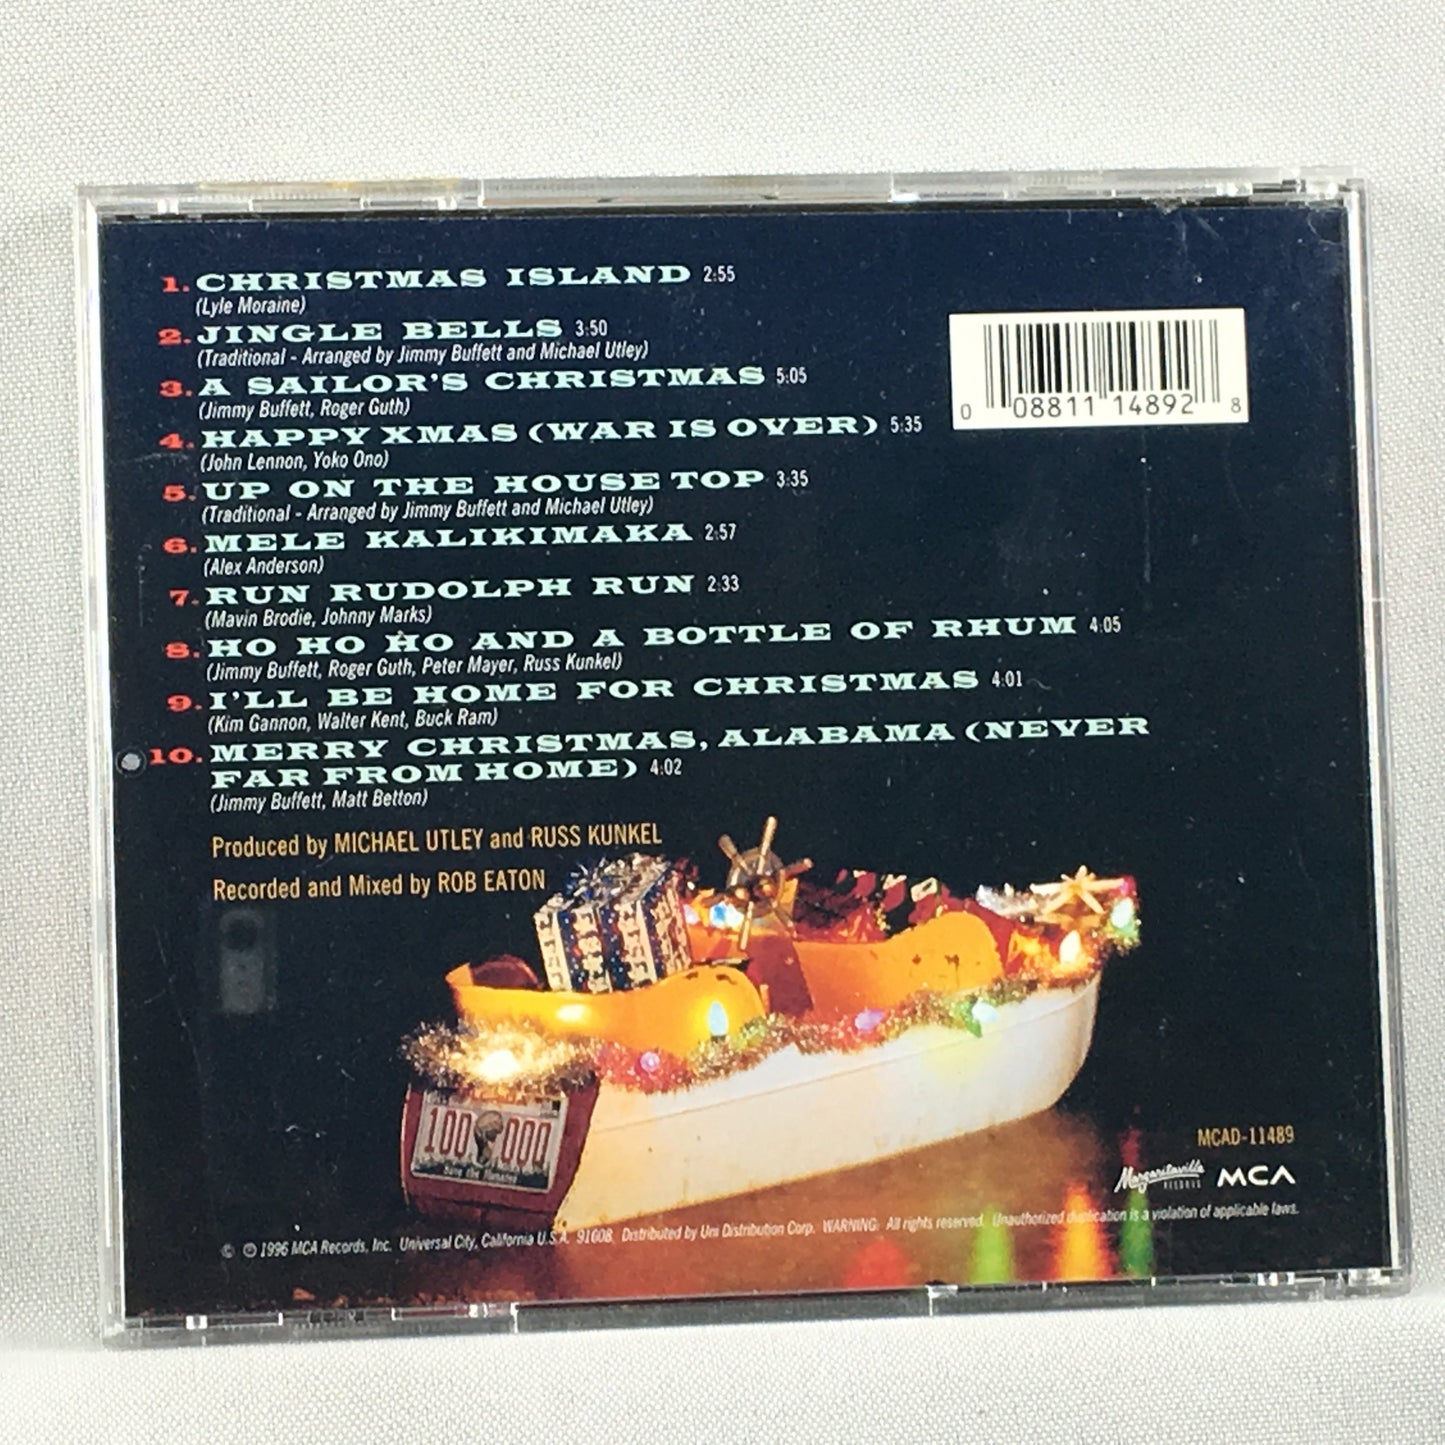 1. CHRISTMAS ISLAND 2:55
(Lyle Moraine)
2. JINGLE BELLS 3:50
(Traditional - Arranged by Jimmy Buffett and Michael Utley)
3. A SAILOR'S CHRISTMAS 5:05
(Jimmy Buffett, Roger Guth)
4. HAPPY XMAS (WAR IS OVER) 5:35
(John Lennon, Yoko Ono)
5. UP ON THE HOUSE TOP 3:35
(Traditional - Arranged by Jimmy Buffett and Michael Utley)
6. MELE KALIKIMAKA 2:57
(Alex Anderson)
7. RUN RUDOLPH RUN 2:33
(Mavin Brodie, Johnny Marks)
8. HO HO HO AND A BOTTLE OF RHUM 4:05
(Jimmy Buffett, Roger Guth, Peter Mayer, Russ Kunkel)
9. I'LL BE HOME FOR CHRISTMAS 4:01
(Kim Gannon, Walter Kent, Buck Ram)
10. MERRY CHRISTMAS, ALABAMA (NEVER
FAR FROM HOME) 4:02
(Jimmy Buffett, Matt Betton)
Produced by MICHAEL UTLEY and RUSS KUNKEL
Recorded and Mixed by ROB EATON
0 08811 14892 8
100 000
Save the Manatee
MCAD-11489
Margaritaville
RECORDS
MCA
© ℗ 1996 MCA Records, Inc. Universal City, California U.S.A. 91608. Distributed by Uni Distribution Corp. WARNING: All rights reserved. Unauthorized duplication is a violation of applicable laws.